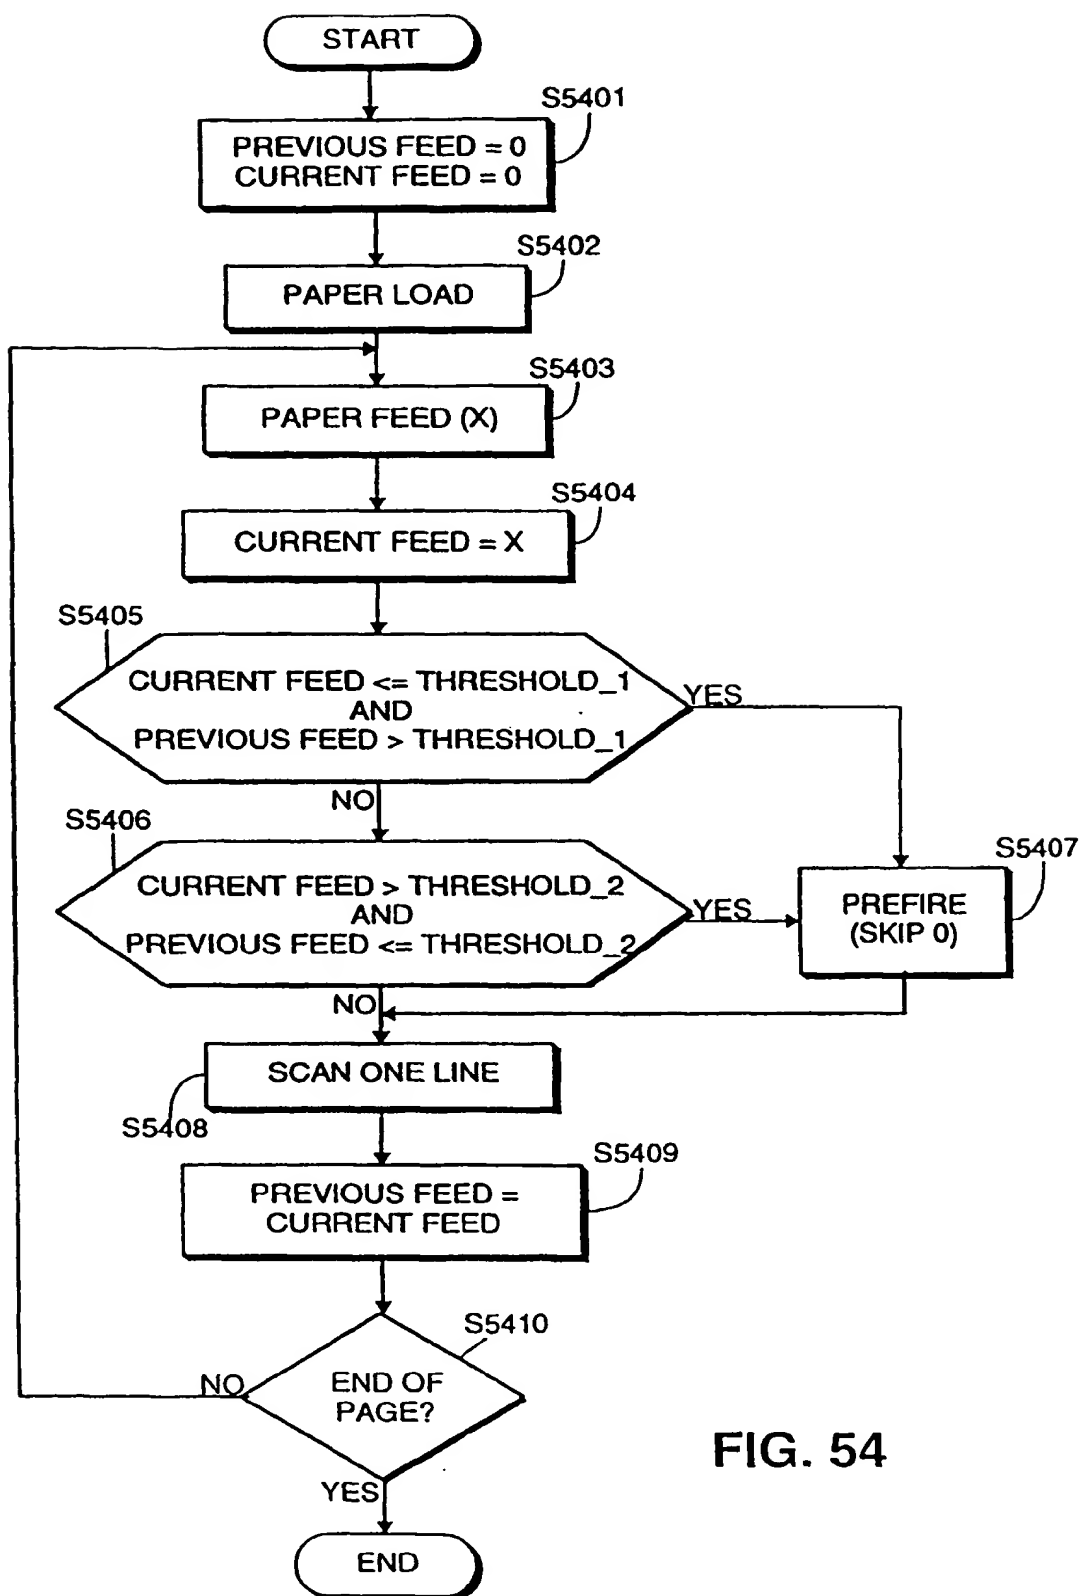 START
S5401
PREVIOUS FEED = 0
CURRENT FEED = 0
S5402
PAPER LOAD
S5403
PAPER FEED (X)
S5404
CURRENT FEED = X
S5405
CURRENT FEED <= THRESHOLD_1
AND
PREVIOUS FEED > THRESHOLD_1
YES
NO
S5406
CURRENT FEED > THRESHOLD_2
AND
PREVIOUS FEED <= THRESHOLD_2
YES
S5407
PREFIRE
(SKIP 0)
NO
SCAN ONE LINE
S5408
S5409
PREVIOUS FEED =
CURRENT FEED
S5410
NO
END OF
PAGE?
YES
END
FIG. 54